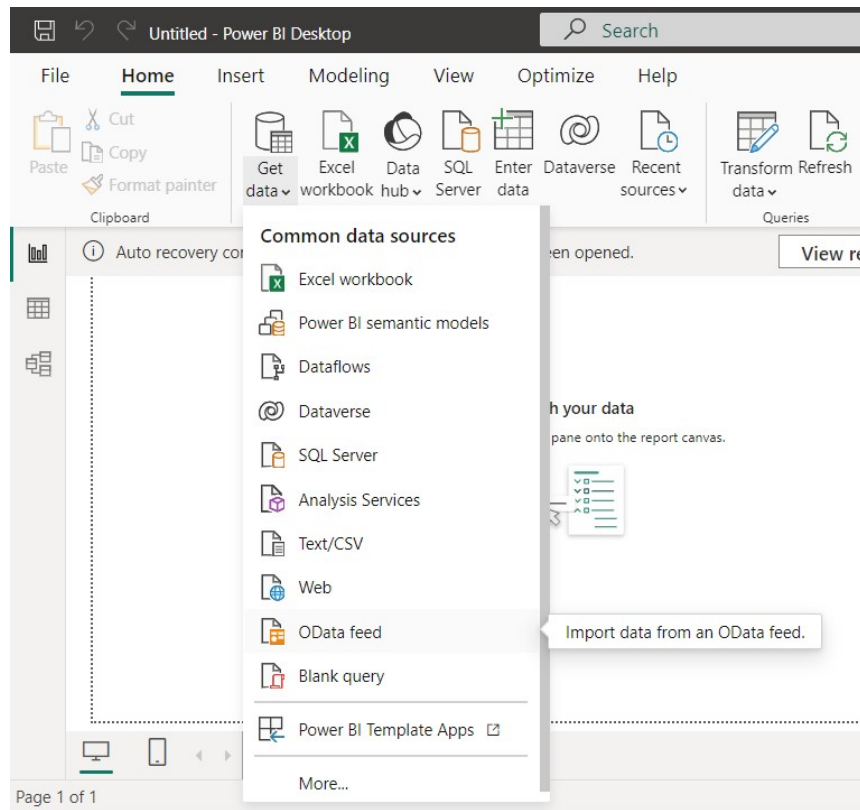 Untitled - Power BI Desktop
Search
File Home Insert Modeling View Optimize Help
Paste
Cut
Copy
Format painter
Clipboard
Get data
Excel workbook
Data hub
SQL Server
Enter data
Dataverse
Recent sources
Transform data
Refresh
Queries
Auto recovery
en opened.
View
Common data sources
Excel workbook
Power BI semantic models
Dataflows
Dataverse
SQL Server
Analysis Services
Text/CSV
Web
OData feed
Blank query
Power BI Template Apps
More...
h your data
pane onto the report canvas.
Import data from an OData feed.
Page 1 of 1